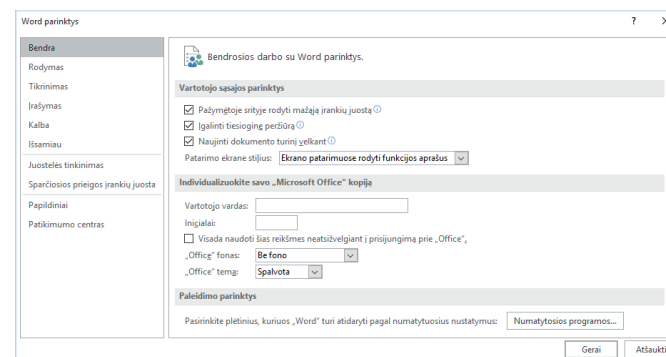 Word parinktys ? X
Bendra
Rodymas
Tikrinimas
Įrašymas
Kalba
Išsamiau
Juostelės tinkinimas
Sparčiosios prieigos įrankių juosta
Papildiniai
Patikimumo centras
Bendrosios darbo su Word parinktys.
Vartotojo sąsajos parinktys
Pažymėtoje srityje rodyti mažąją įrankių juostą
Įgalinti tiesioginę peržiūrą
Naujinti dokumento turinį velkant
Patarimo ekrane stilius: Ekrano patarimuose rodyti funkcijos aprašus
Individualizuokite savo „Microsoft Office“ kopiją
Vartotojo vardas:
Inicialai:
Visada naudoti šias reikšmes neatsižvelgiant į prisijungimą prie „Office“.
„Office“ fonas: Be fono
„Office“ tema: Spalvota
Paleidimo parinktys
Pasirinkite plėtinius, kuriuos „Word“ turi atidaryti pagal numatytuosius nustatymus: Numatytosios programos...
Gerai Atšaukti